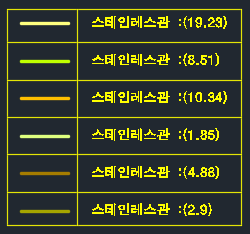 스테인레스관 :(19.23)
스테인레스관 :(8.51)
스테인레스관 :(10.34)
스테인레스관 :(1.85)
스테인레스관 :(4.88)
스테인레스관 :(2.9)